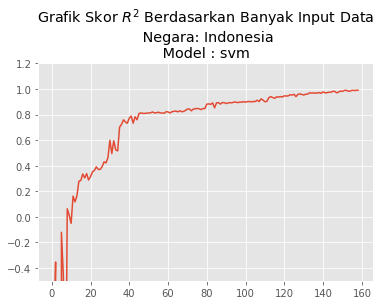 Grafik Skor R² Berdasarkan Banyak Input Data
Negara: Indonesia
Model : svm
1.2
1.0
0.8
0.6
0.4
0.2
0.0
−0.2
−0.4
0 20 40 60 80 100 120 140 160